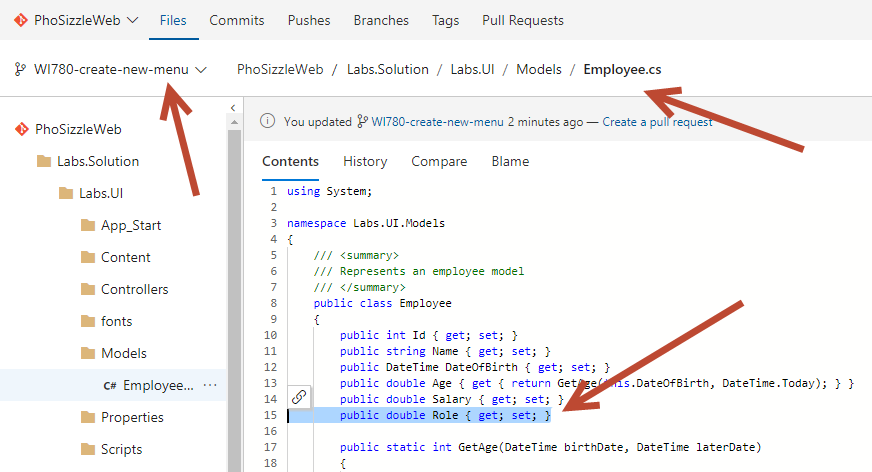 PhoSizzleWeb Files Commits Pushes Branches Tags Pull Requests
WI780-create-new-menu PhoSizzleWeb / Labs.Solution / Labs.UI / Models / Employee.cs
PhoSizzleWeb
Labs.Solution
Labs.UI
App_Start
Content
Controllers
fonts
Models
C# Employee... ...
Properties
Scripts
You updated WI780-create-new-menu 2 minutes ago — Create a pull request
Contents History Compare Blame
1 using System;
2
3 namespace Labs.UI.Models
4 {
5 /// <summary>
6 /// Represents an employee model
7 /// </summary>
8 public class Employee
9 {
10 public int Id { get; set; }
11 public string Name { get; set; }
12 public DateTime DateOfBirth { get; set; }
13 public double Age { get { return GetAge(this.DateOfBirth, DateTime.Today); } }
14 public double Salary { get; set; }
15 public double Role { get; set; }
16
17 public static int GetAge(DateTime birthDate, DateTime laterDate)
18 {